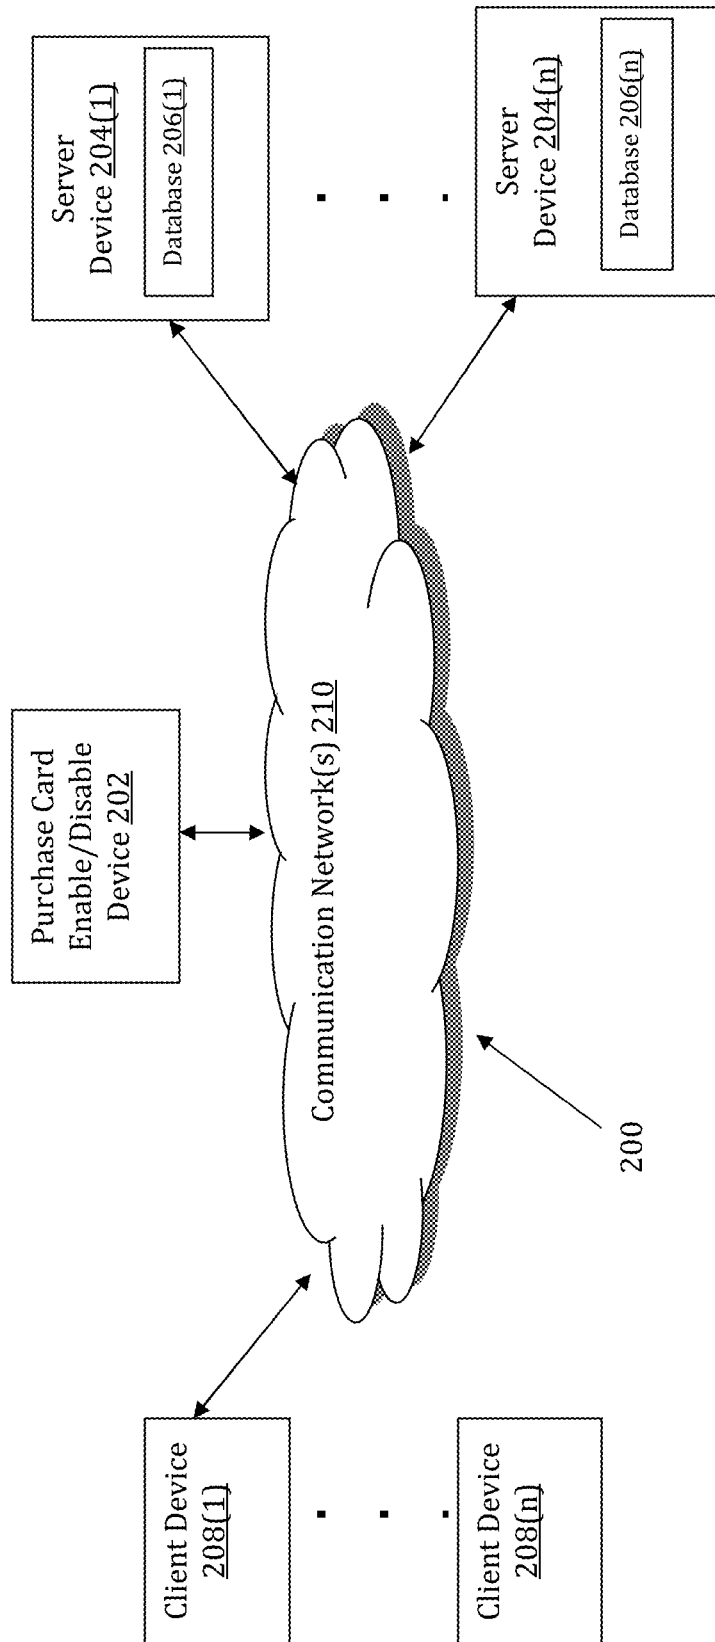 Purchase Card
Enable/Disable
Device 202
Client Device
208(1)
Client Device
208(n)
Communication Network(s) 210
200
Server
Device 204(1)
Database 206(1)
Server
Device 204(n)
Database 206(n)